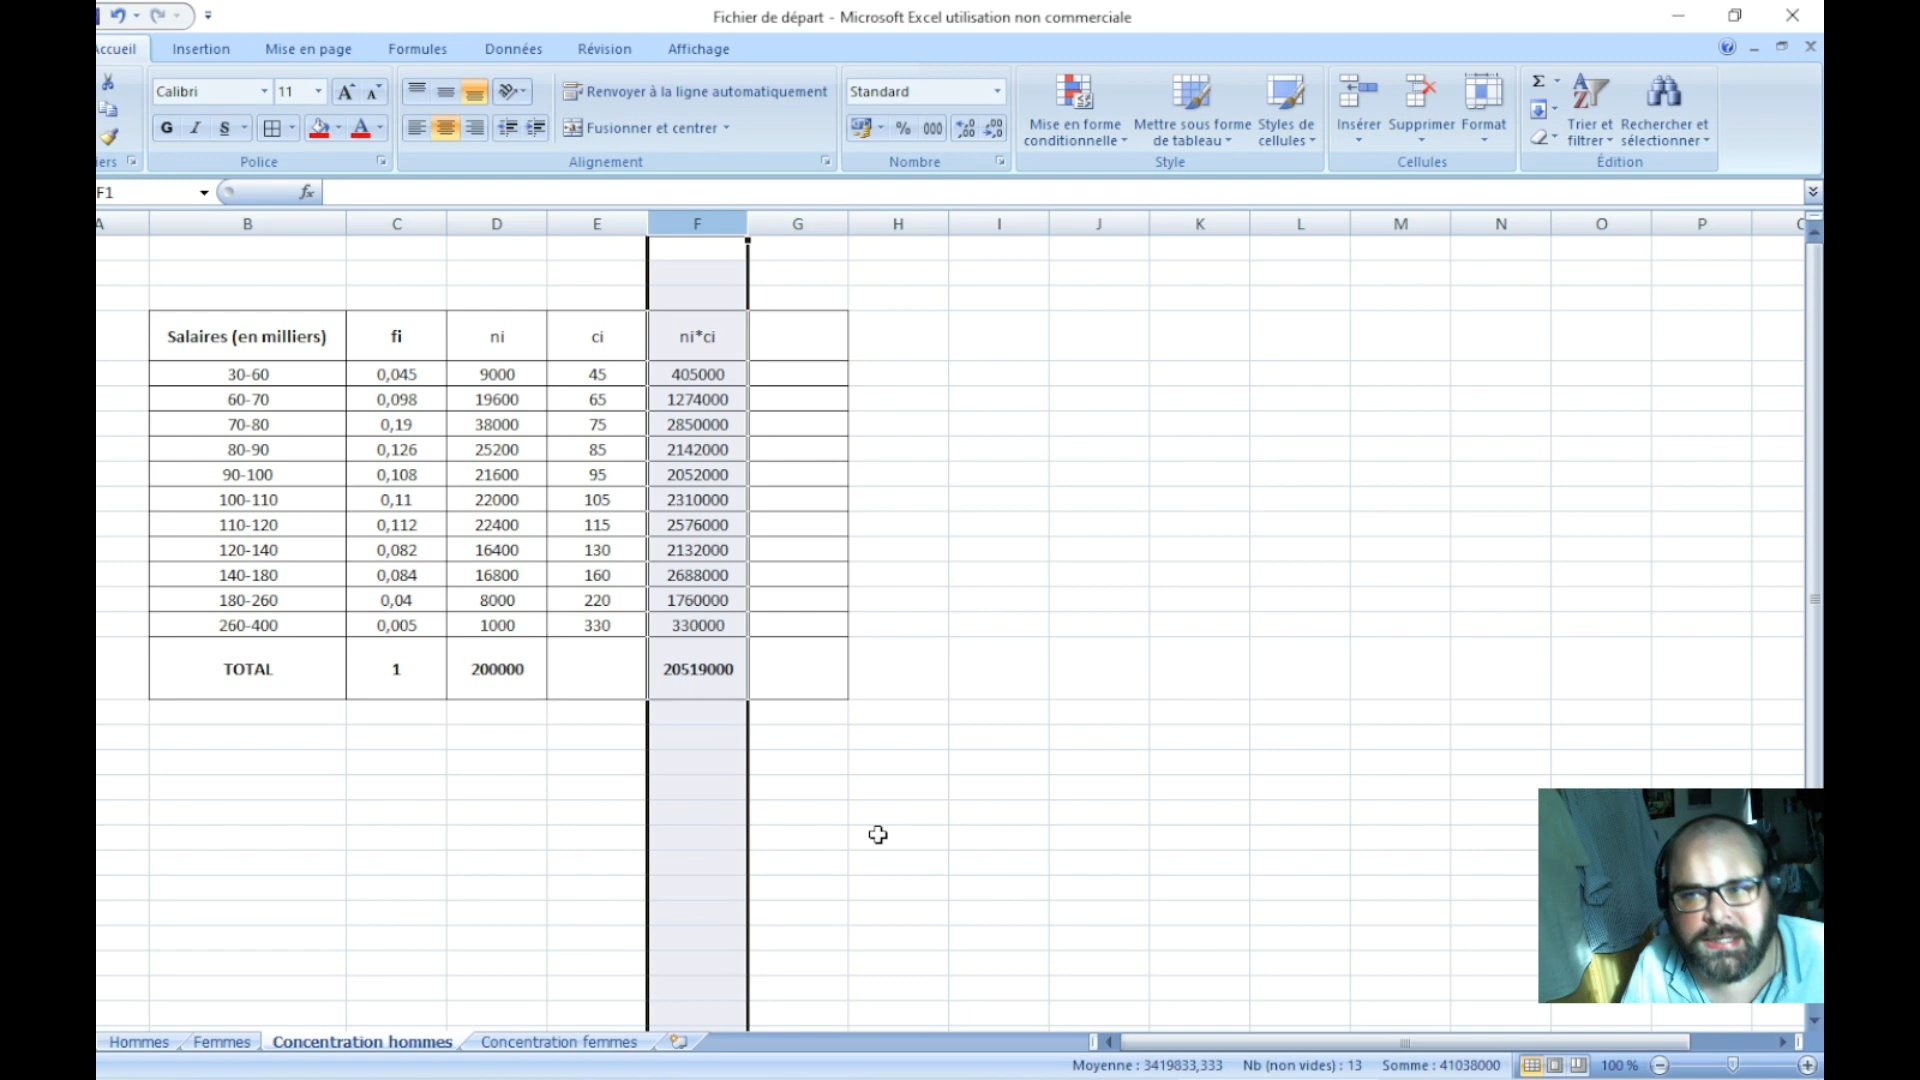 Fichier de départ - Microsoft Excel utilisation non commerciale
Accueil Insertion Mise en page Formules Données Révision Affichage
Calibri 11 Renvoyer à la ligne automatiquement Standard
G I S Fusionner et centrer % 000
Mise en forme conditionnelle Mettre sous forme de tableau Styles de cellules Insérer Supprimer Format Trier et filtrer Rechercher et sélectionner
iers Police Alignement Nombre Style Cellules Édition
F1 fx
A B C D E F G H I J K L M N O P
Salaires (en milliers) fi ni ci ni*ci
30-60 0,045 9000 45 405000
60-70 0,098 19600 65 1274000
70-80 0,19 38000 75 2850000
80-90 0,126 25200 85 2142000
90-100 0,108 21600 95 2052000
100-110 0,11 22000 105 2310000
110-120 0,112 22400 115 2576000
120-140 0,082 16400 130 2132000
140-180 0,084 16800 160 2688000
180-260 0,04 8000 220 1760000
260-400 0,005 1000 330 330000
TOTAL 1 200000 20519000
Hommes Femmes Concentration hommes Concentration femmes
Moyenne : 3419833,333 Nb (non vides) : 13 Somme : 41038000 100 %